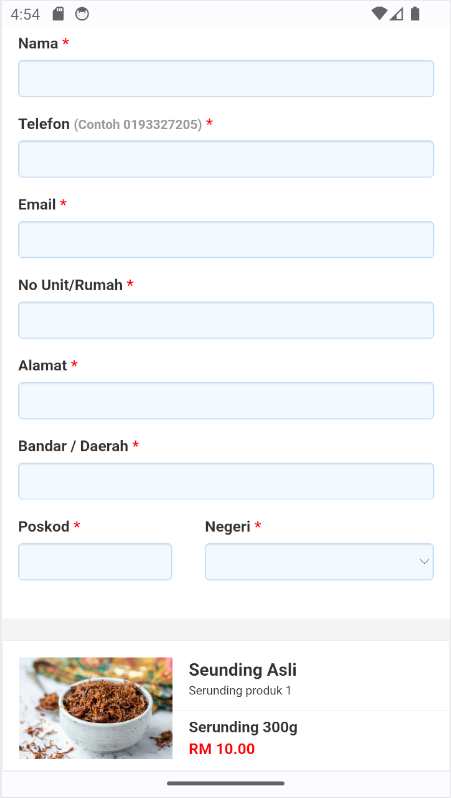 4:54
Nama *
Telefon (Contoh 0193327205) *
Email *
No Unit/Rumah *
Alamat *
Bandar / Daerah *
Poskod *
Negeri *
Seunding Asli
Serunding produk 1
Serunding 300g
RM 10.00